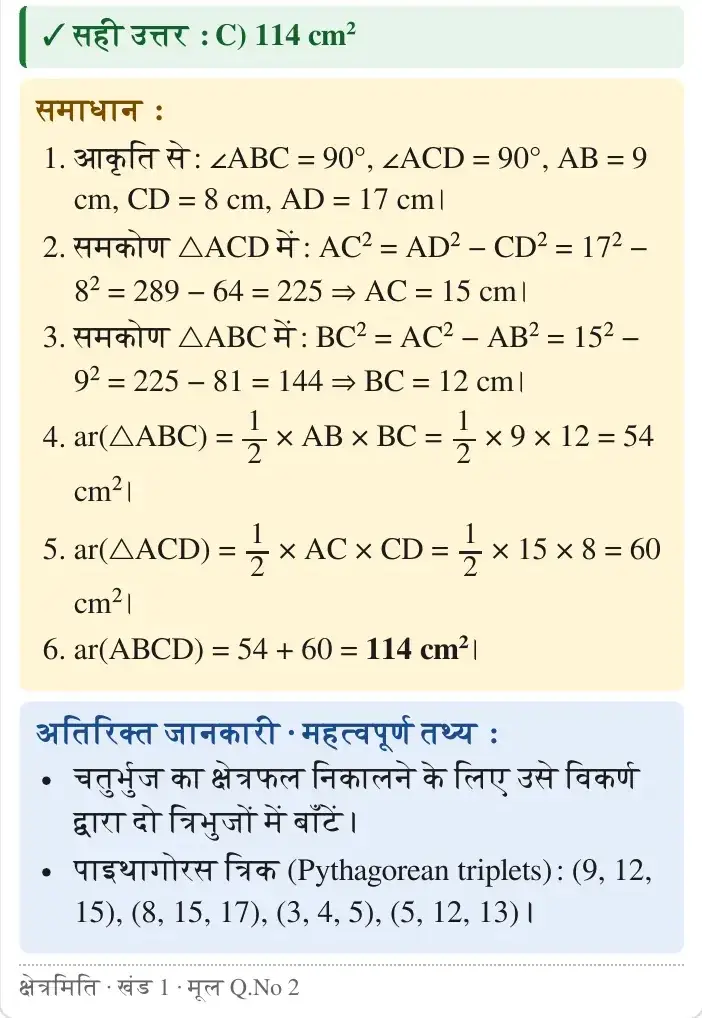 ✓ सही उत्तर : C) 114 cm²
समाधान :
1. आकृति से : ∠ABC = 90°, ∠ACD = 90°, AB = 9
cm, CD = 8 cm, AD = 17 cm।
2. समकोण △ACD में : AC² = AD² − CD² = 17² −
8² = 289 − 64 = 225 ⇒ AC = 15 cm।
3. समकोण △ABC में : BC² = AC² − AB² = 15² −
9² = 225 − 81 = 144 ⇒ BC = 12 cm।
4. ar(△ABC) = 1/2 × AB × BC = 1/2 × 9 × 12 = 54
cm²।
5. ar(△ACD) = 1/2 × AC × CD = 1/2 × 15 × 8 = 60
cm²।
6. ar(ABCD) = 54 + 60 = 114 cm²।
अतिरिक्त जानकारी · महत्वपूर्ण तथ्य :
• चतुर्भुज का क्षेत्रफल निकालने के लिए उसे विकर्ण
द्वारा दो त्रिभुजों में बाँटें।
• पाइथागोरस त्रिक (Pythagorean triplets) : (9, 12,
15), (8, 15, 17), (3, 4, 5), (5, 12, 13)।
क्षेत्रमिति · खंड 1 · मूल Q.No 2